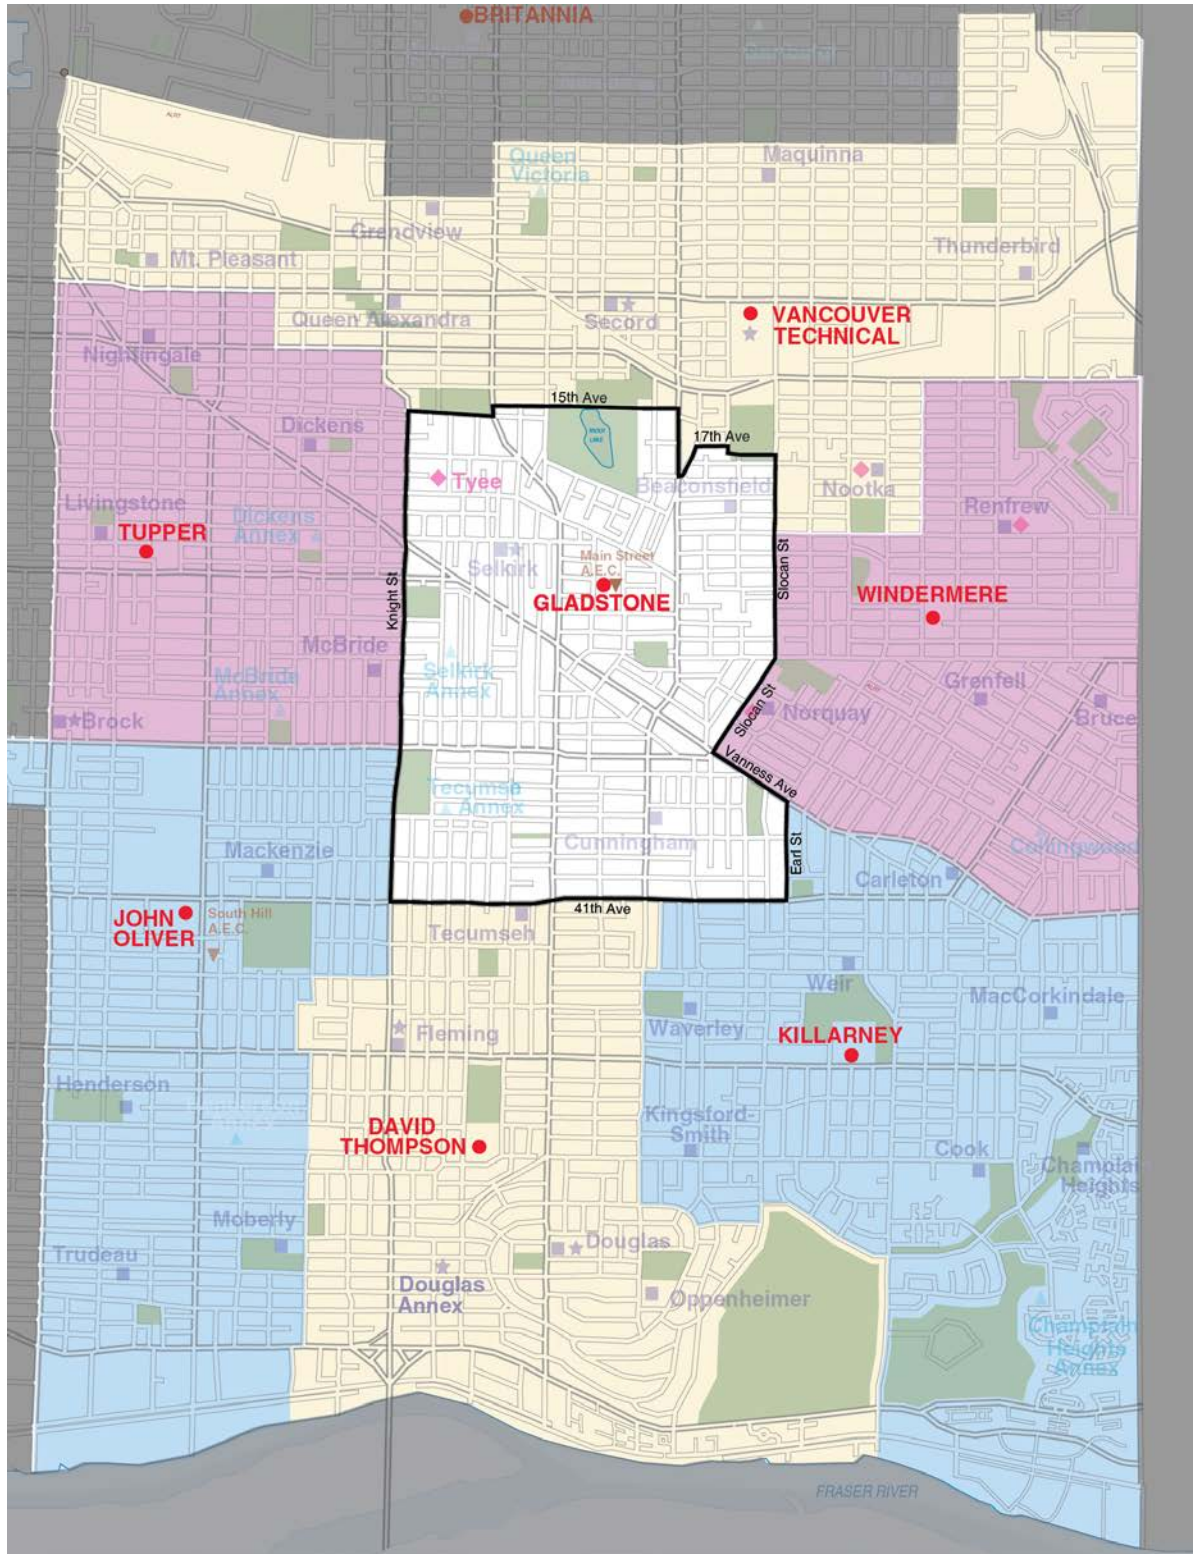 BRITANNIA
Queen
Victoria
Maquinna
Grandview
Mt. Pleasant
Thunderbird
Queen Alexandra
Secord
VANCOUVER
TECHNICAL
Nightingale
15th Ave
Dickens
17th Ave
TROUT
LAKE
Tyee
Beaconsfield
Nootka
Livingstone
Renfrew
TUPPER
Dickens
Annex
Selkirk
Main Street
A.E.C.
Slocan St
WINDERMERE
GLADSTONE
Knight St
McBride
Selkirk
Annex
McBride
Annex
Grenfell
Slocan St
Norquay
Bruce
Brock
Vanness Ave
Tecumseh
Annex
Cunningham
Earl St
Mackenzie
Collingwood
Carleton
41th Ave
JOHN
OLIVER
South Hill
A.E.C.
Tecumseh
Weir
MacCorkindale
Waverley
Fleming
KILLARNEY
Henderson
Kingsford-
Smith
DAVID
THOMPSON
Cook
Champlain
Heights
Moberly
Trudeau
Douglas
Douglas
Annex
Oppenheimer
Champlain
Heights
Annex
FRASER RIVER